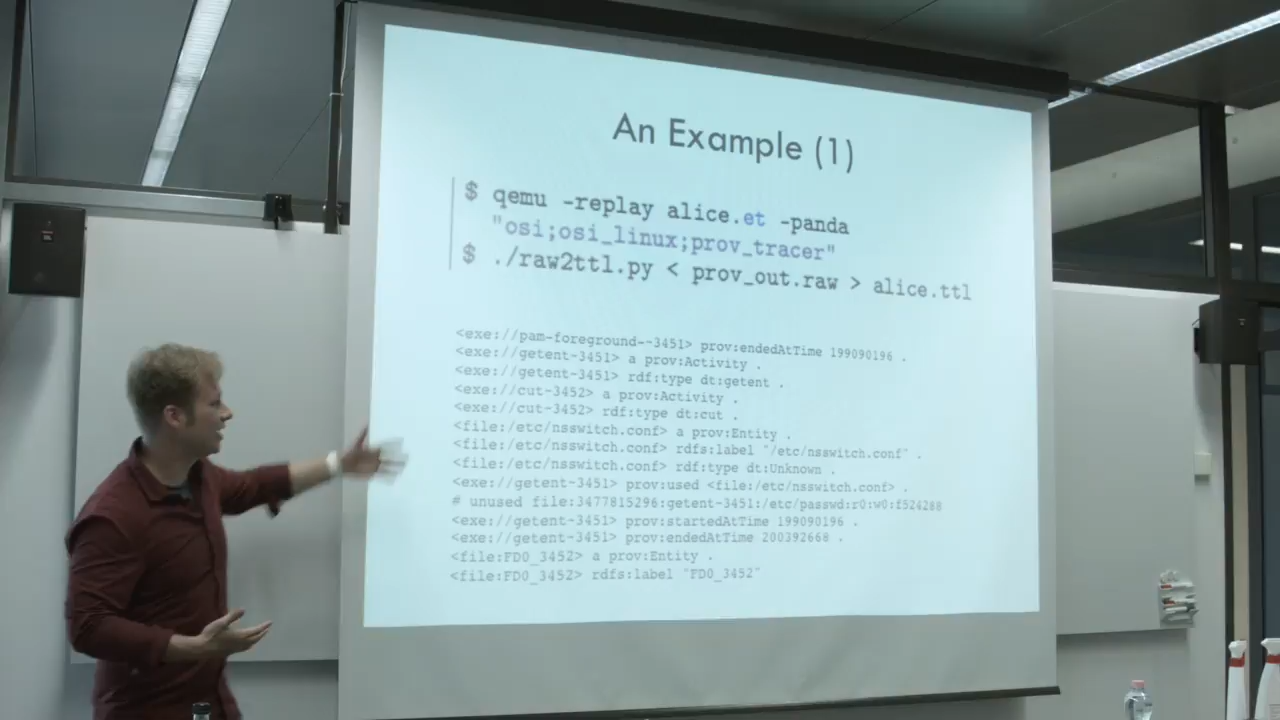 An Example (1)
$ qemu -replay alice.et -panda
"osi;osi_linux;prov_tracer"
$ ./raw2ttl.py < prov_out.raw > alice.ttl
<exe://pam-foreground--3451> prov:endedAtTime 199090196 .
<exe://getent-3451> a prov:Activity .
<exe://getent-3451> rdf:type dt:getent .
<exe://cut-3452> a prov:Activity .
<exe://cut-3452> rdf:type dt:cut .
<file:/etc/nsswitch.conf> a prov:Entity .
<file:/etc/nsswitch.conf> rdfs:label "/etc/nsswitch.conf" .
<file:/etc/nsswitch.conf> rdf:type dt:Unknown .
<exe://getent-3451> prov:used <file:/etc/nsswitch.conf> .
# unused file:3477815296:getent-3451:/etc/passwd:r0:w0:f524288
<exe://getent-3451> prov:startedAtTime 199090196 .
<exe://getent-3451> prov:endedAtTime 200392668 .
<file:FD0_3452> a prov:Entity .
<file:FD0_3452> rdfs:label "FD0_3452"